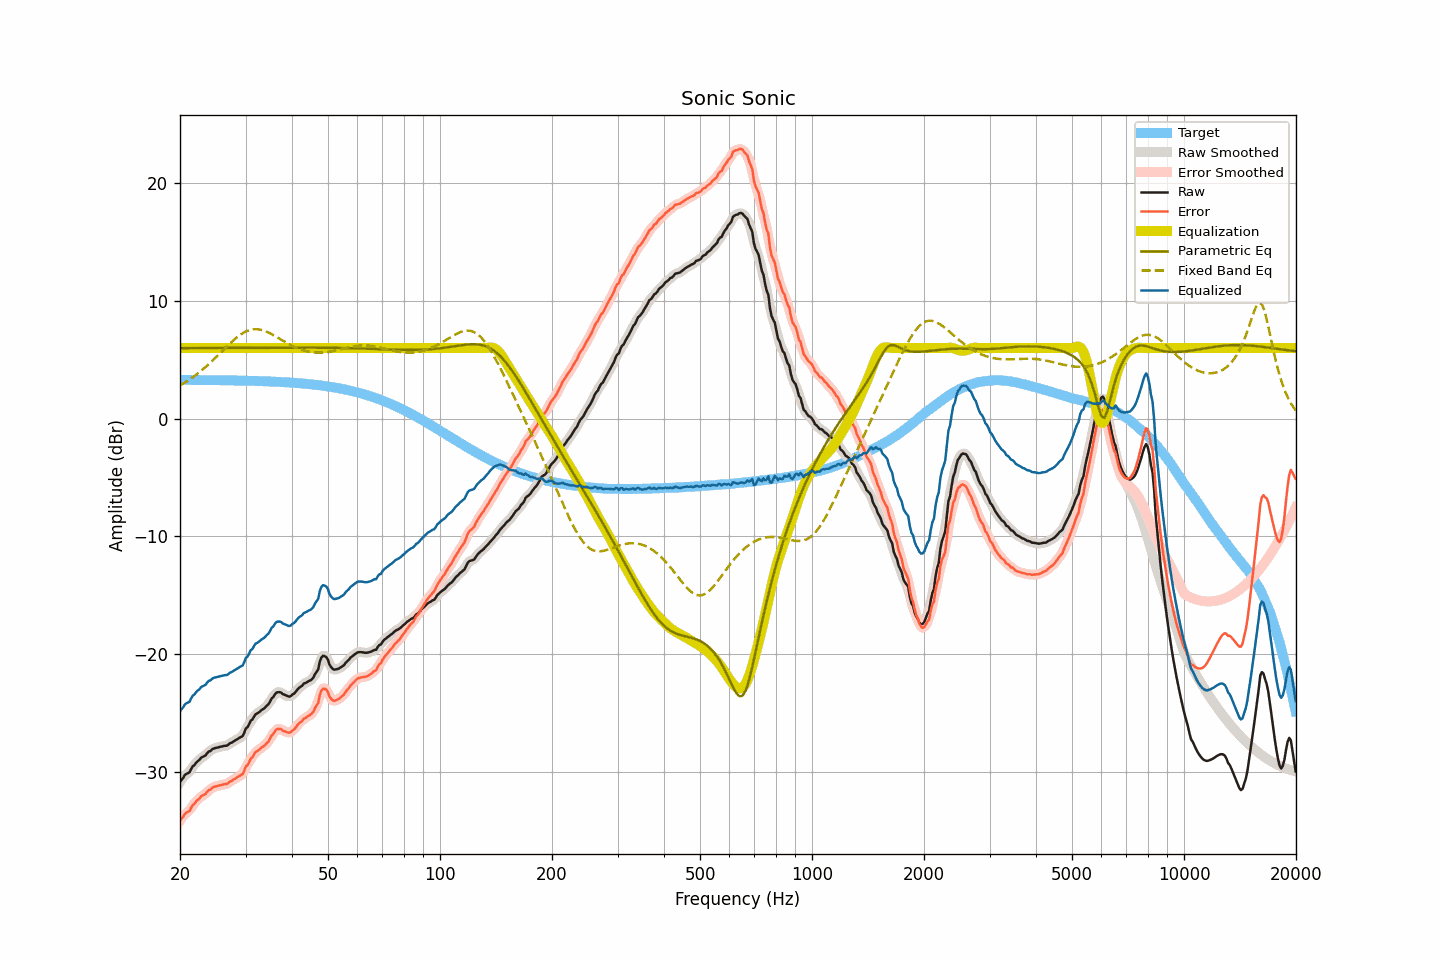 Sonic Sonic
Target
Raw Smoothed
Error Smoothed
Raw
Error
Equalization
Parametric Eq
Fixed Band Eq
Equalized
20
10
0
−10
−20
−30
Amplitude (dBr)
20 50 100 200 500 1000 2000 5000 10000 20000
Frequency (Hz)